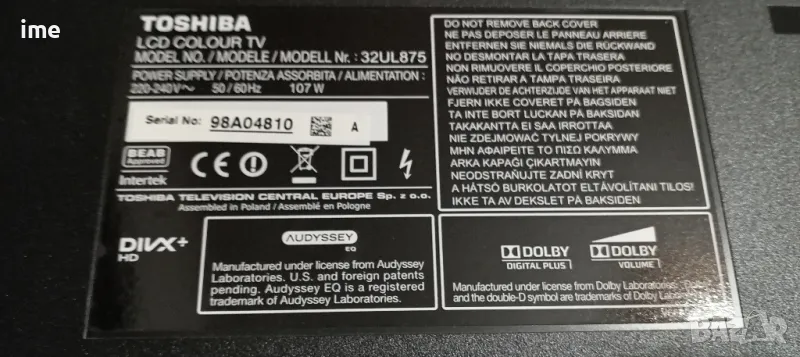 ime
TOSHIBA
LCD COLOUR TV
MODEL NO. / MODELE / MODELL Nr. : 32UL875
POWER SUPPLY / POTENZA ASSORBITA / ALIMENTATION :
220-240V～ 50/60Hz 107W
Serial No: 98A04810 A
BEAB
Approved
Intertek
CE
TOSHIBA TELEVISION CENTRAL EUROPE Sp. z o.o.
Assembled in Poland / Assemblé en Pologne
DIVX+
HD
AUDYSSEY
EQ
Manufactured under license from Audyssey
Laboratories. U.S. and foreign patents
pending. Audyssey EQ is a registered
trademark of Audyssey Laboratories.
DO NOT REMOVE BACK COVER
NE PAS DEPOSER LE PANNEAU ARRIERE
ENTFERNEN SIE NIEMALS DIE RÜCKWAND
NO DESMONTAR LA TAPA TRASERA
NON RIMUOVERE IL COPERCHIO POSTERIORE
NÃO RETIRAR A TAMPA TRASEIRA
VERWIJDER DE ACHTERZIJDE VAN HET APPARAAT NIET
FJERN IKKE COVERET PÅ BAGSIDEN
TA INTE BORT LUCKAN PÅ BAKSIDAN
TAKAKANTTA EI SAA IRROTTAA
NIE ZDEJMOWAĆ TYLNEJ POKRYWY
ΜΗΝ ΑΦΑΙΡΕΙΤΕ ΤΟ ΠΙΣΩ ΚΑΛΥΜΜΑ
ARKA KAPAĞI ÇIKARTMAYIN
NEODSTRAŇUJTE ZADNÍ KRYT
A HÁTSÓ BURKOLATOT ELTÁVOLÍTANI TILOS!
IKKE TA AV DEKSLET PÅ BAKSIDEN
DOLBY
DIGITAL PLUS
DOLBY
VOLUME
Manufactured under license from Dolby Laboratories.
and the double-D symbol are trademarks of Dolby